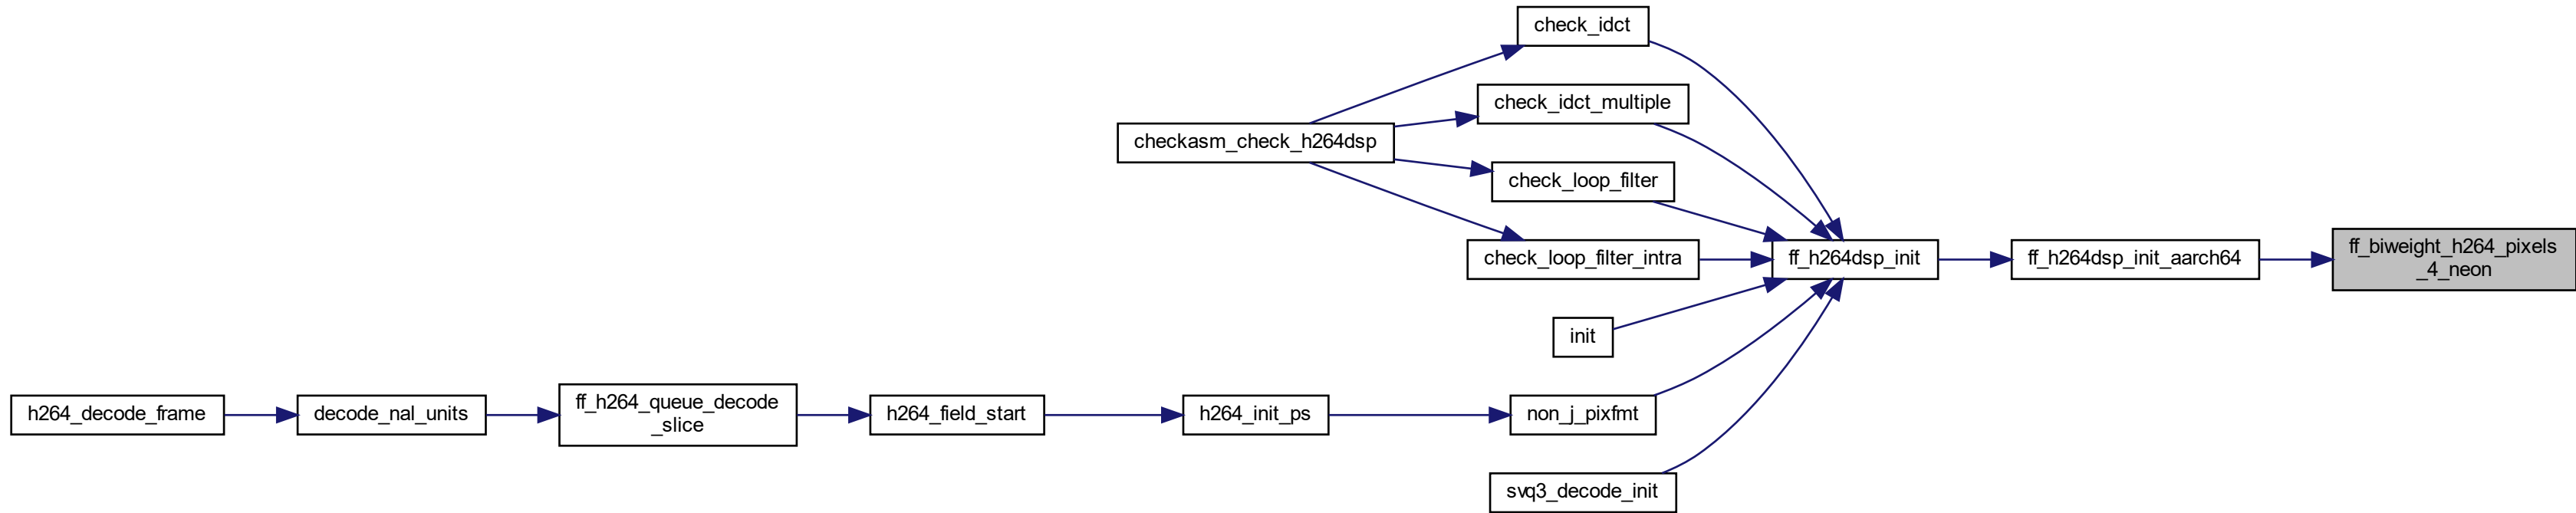 check_idct
check_idct_multiple
checkasm_check_h264dsp
check_loop_filter
check_loop_filter_intra
ff_h264dsp_init
ff_h264dsp_init_aarch64
ff_biweight_h264_pixels
_4_neon
init
h264_decode_frame
decode_nal_units
ff_h264_queue_decode
_slice
h264_field_start
h264_init_ps
non_j_pixfmt
svq3_decode_init